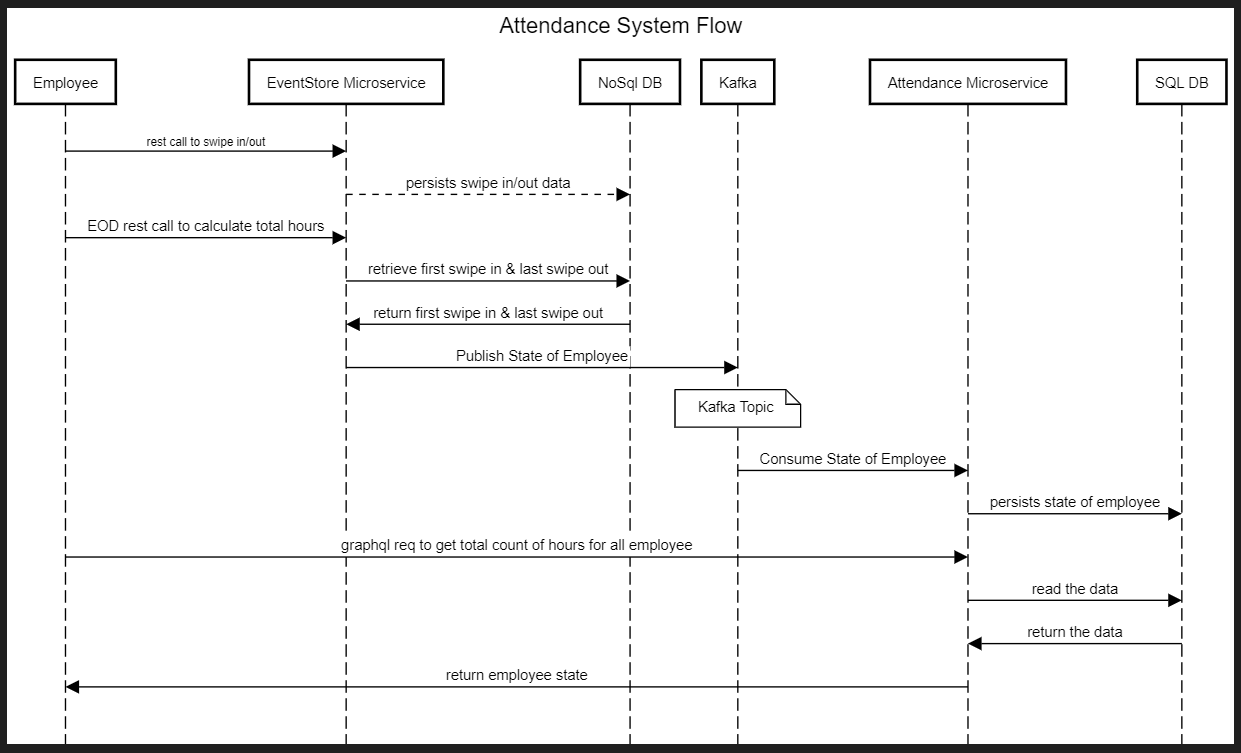 Attendance System Flow
Employee
EventStore Microservice
NoSql DB
Kafka
Attendance Microservice
SQL DB
rest call to swipe in/out
persists swipe in/out data
EOD rest call to calculate total hours
retrieve first swipe in & last swipe out
return first swipe in & last swipe out
Publish State of Employee
Kafka Topic
Consume State of Employee
persists state of employee
graphql req to get total count of hours for all employee
read the data
return the data
return employee state